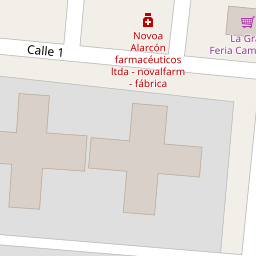 Calle 1
Novoa
Alarcón
farmacéuticos
ltda - novalfarm
- fábrica
La Gra
Feria Cam